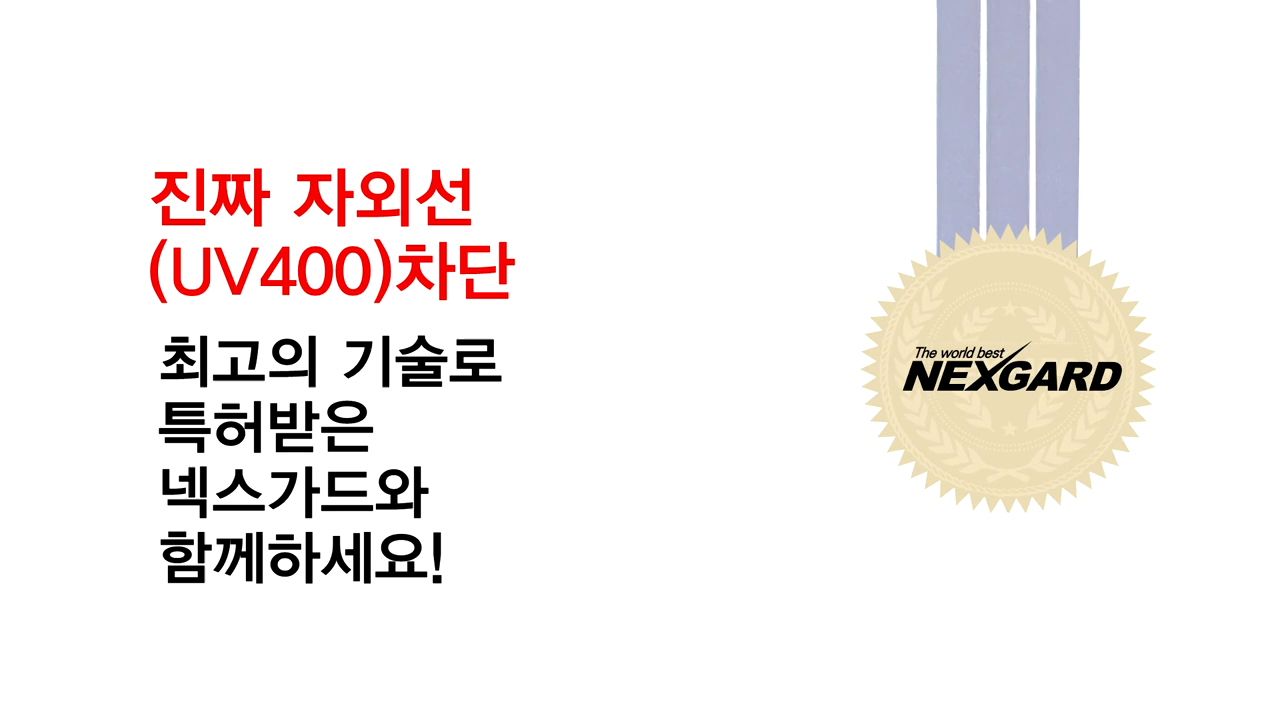 진짜 자외선
(UV400)차단
최고의 기술로
특허받은
넥스가드와
함께하세요!
The world best
NEXGARD